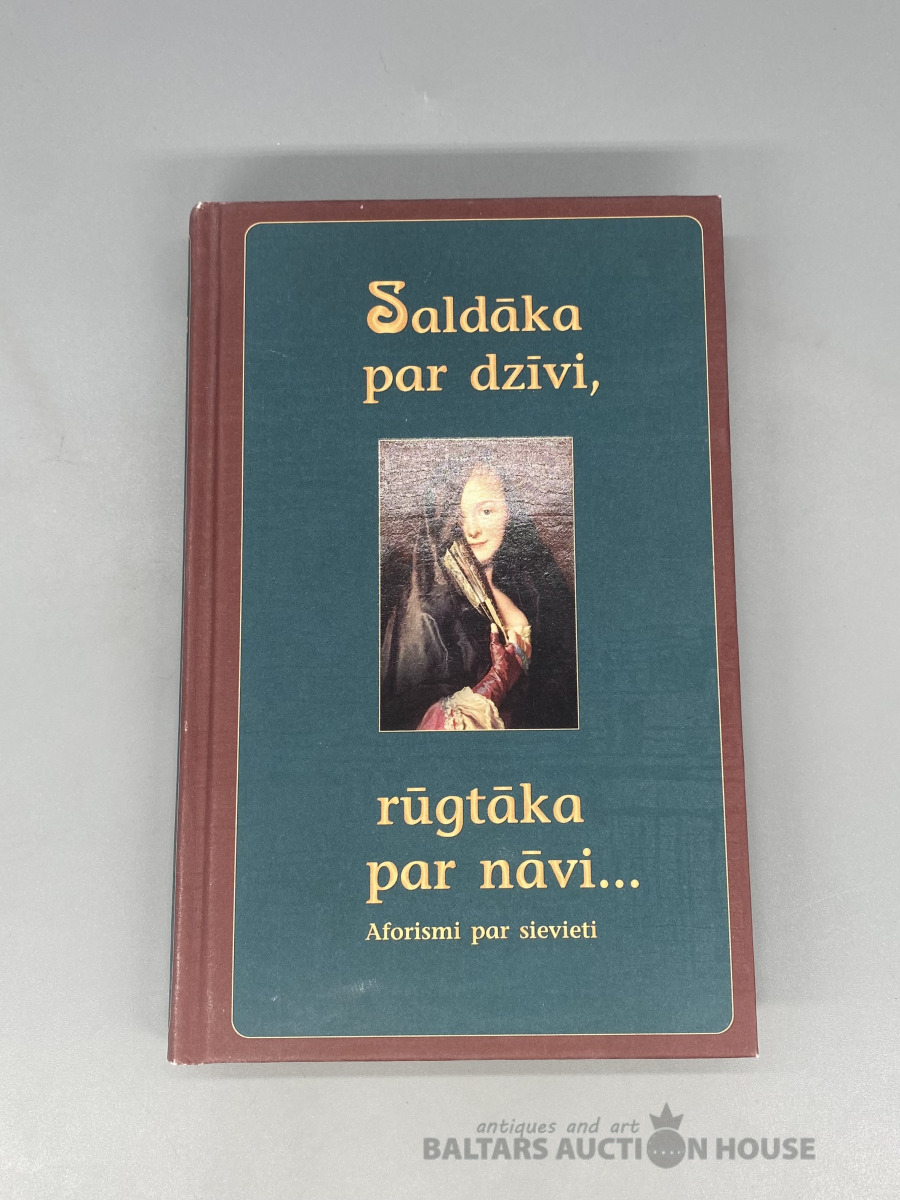 Saldāka
par dzīvi,
rūgtāka
par nāvi...
Aforismi par sievieti
antiques and art
BALTARS AUCTION HOUSE